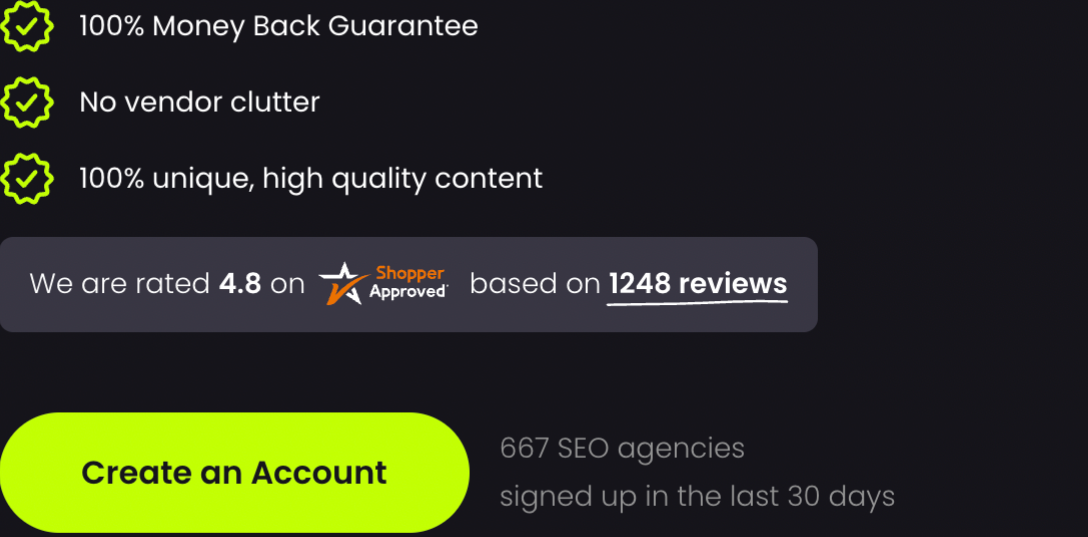 100% Money Back Guarantee
No vendor clutter
100% unique, high quality content
We are rated 4.8 on Shopper Approved based on 1248 reviews
Create an Account
667 SEO agencies
signed up in the last 30 days